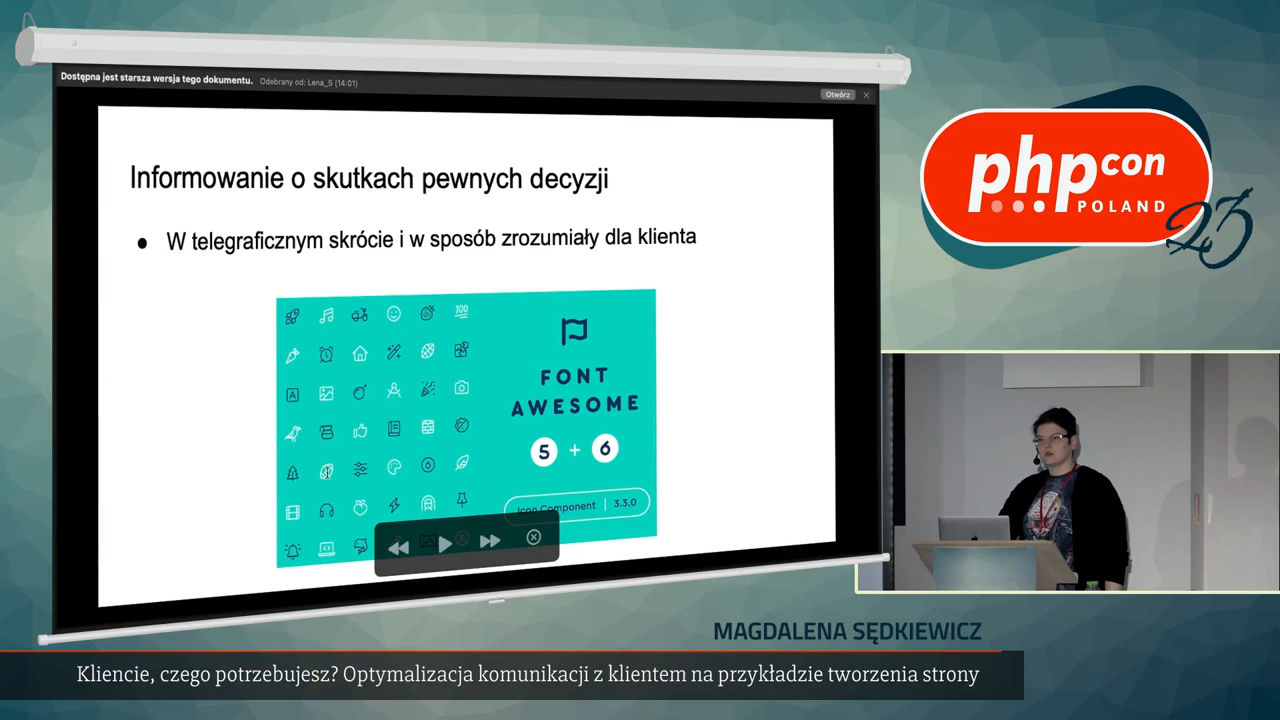 Dostępna jest starsza wersja tego dokumentu. Odebrany od: Lena_S (14:01)
Otwórz
Informowanie o skutkach pewnych decyzji
W telegraficznym skrócie i w sposób zrozumiały dla klienta
100
A
FONT
AWESOME
5 + 6
Icon Component | 3.3.0
phpcon
POLAND
23
MAGDALENA SĘDKIEWICZ
Kliencie, czego potrzebujesz? Optymalizacja komunikacji z klientem na przykładzie tworzenia strony